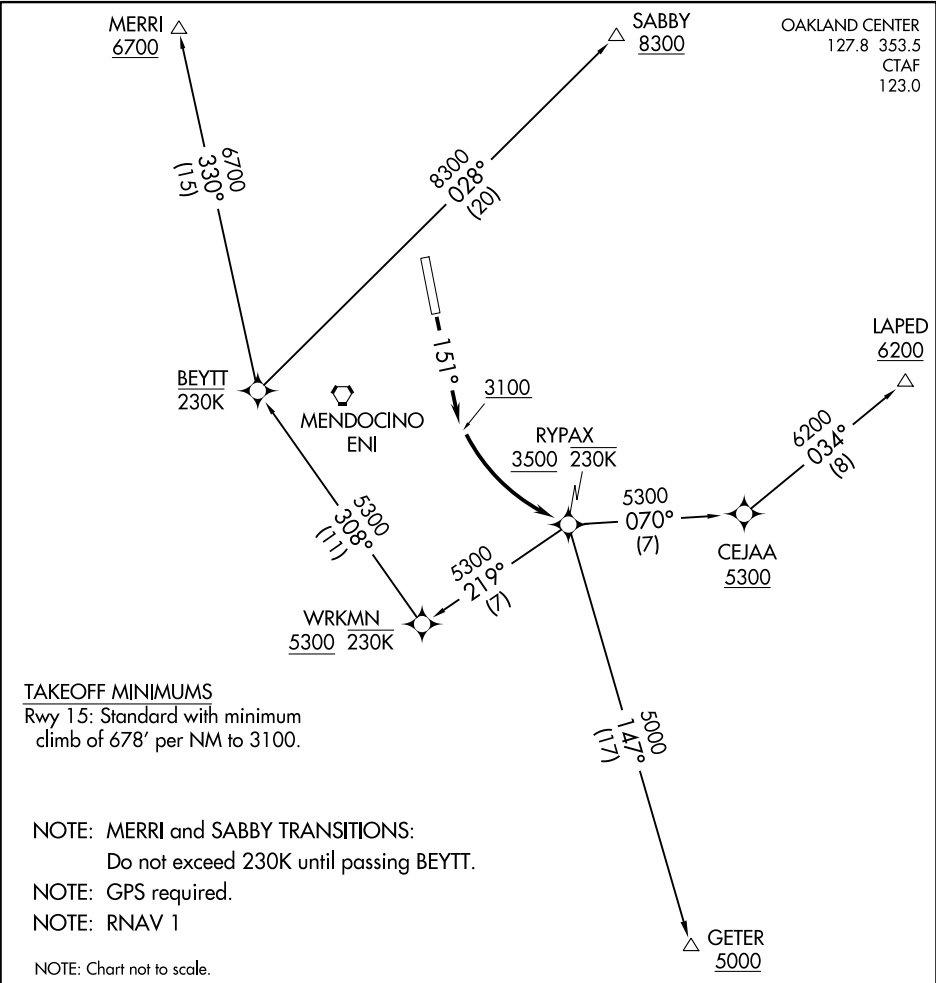 MERRI
6700
SABBY
8300
OAKLAND CENTER
127.8 353.5
CTAF
123.0
6700
330°
(15)
8300
028°
(20)
151°
LAPED
6200
BEYTT
230K
MENDOCINO
ENI
3100
RYPAX
3500 230K
6200
034°
(8)
5300
308°
(11)
5300
219°
(7)
5300
070°
(7)
CEJAA
5300
WRKMN
5300 230K
TAKEOFF MINIMUMS
Rwy 15: Standard with minimum
climb of 678' per NM to 3100.
5000
147°
(17)
NOTE: MERRI and SABBY TRANSITIONS:
Do not exceed 230K until passing BEYTT.
NOTE: GPS required.
NOTE: RNAV 1
NOTE: Chart not to scale.
GETER
5000